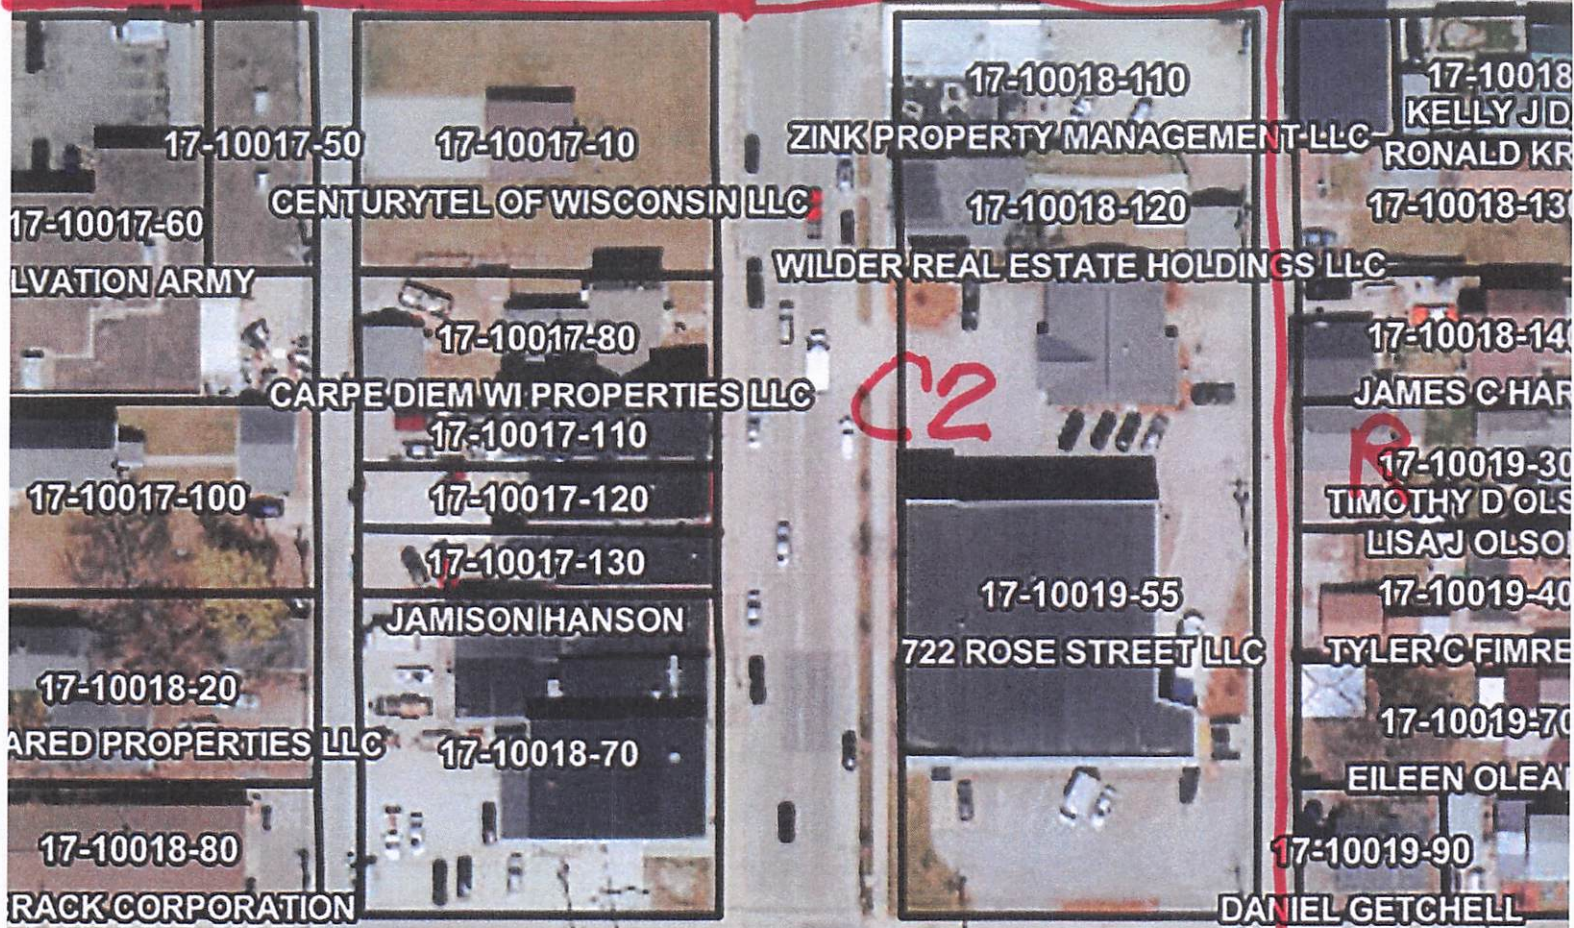 17-10018-110
17-10018
KELLY J D
17-10017-50
17-10017-10
ZINK PROPERTY MANAGEMENT LLC
RONALD KR
17-10017-60
CENTURYTEL OF WISCONSIN LLC
17-10018-120
17-10018-13
LVATION ARMY
WILDER REAL ESTATE HOLDINGS LLC
17-10017-80
17-10018-14
CARPE DIEM WI PROPERTIES LLC
C2
JAMES C HAR
17-10017-110
R
17-10019-30
17-10017-100
17-10017-120
TIMOTHY D OLS
LISA J OLSO
17-10017-130
17-10019-55
17-10019-40
JAMISON HANSON
722 ROSE STREET LLC
TYLER C FIMRE
17-10018-20
17-10019-70
ARED PROPERTIES LLC
17-10018-70
EILEEN OLEA
17-10018-80
17-10019-90
RACK CORPORATION
DANIEL GETCHELL